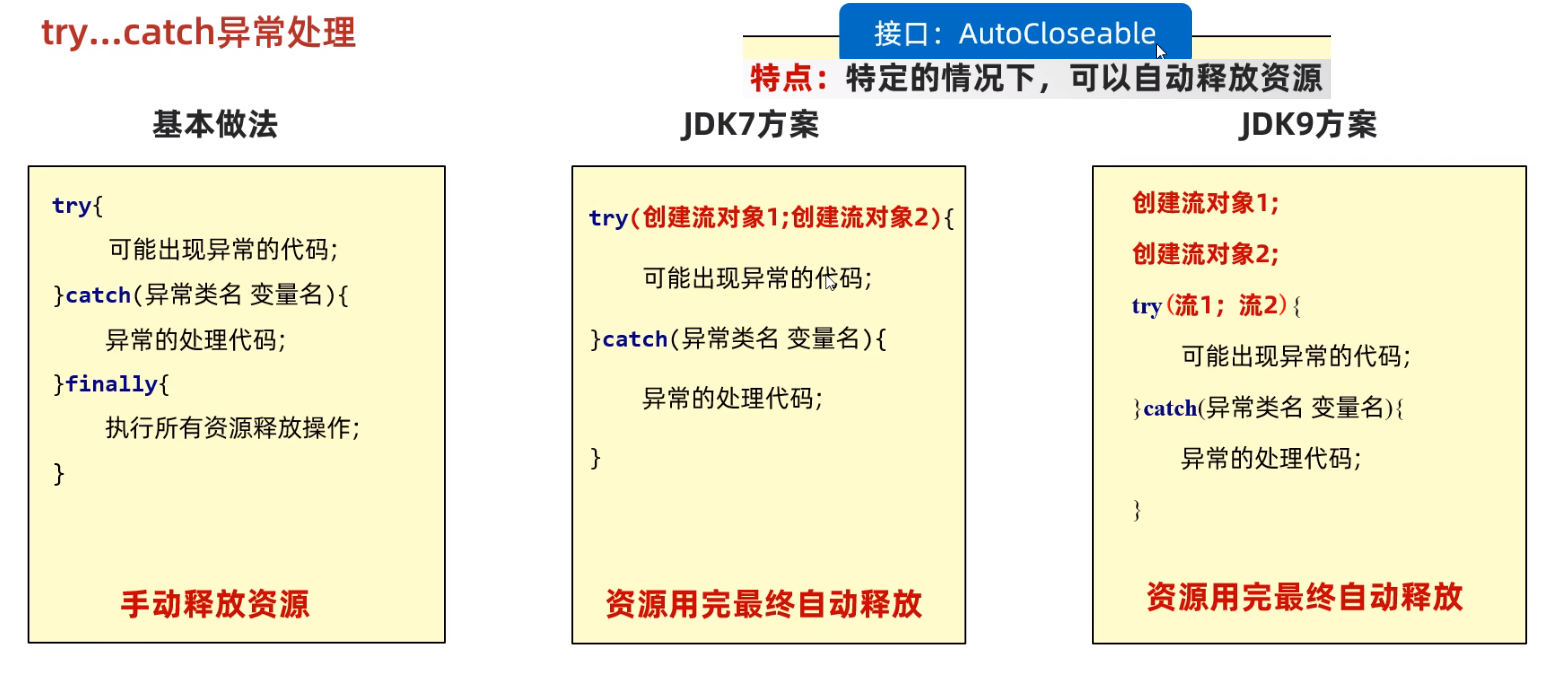 try...catch异常处理
接口：AutoCloseable
特点：特定的情况下，可以自动释放资源
基本做法
try{
可能出现异常的代码;
}catch(异常类名 变量名){
异常的处理代码;
}finally{
执行所有资源释放操作;
}
手动释放资源
JDK7方案
try(创建流对象1;创建流对象2){
可能出现异常的代码;
}catch(异常类名 变量名){
异常的处理代码;
}
资源用完最终自动释放
JDK9方案
创建流对象1;
创建流对象2;
try(流1；流2){
可能出现异常的代码;
}catch(异常类名 变量名){
异常的处理代码;
}
资源用完最终自动释放